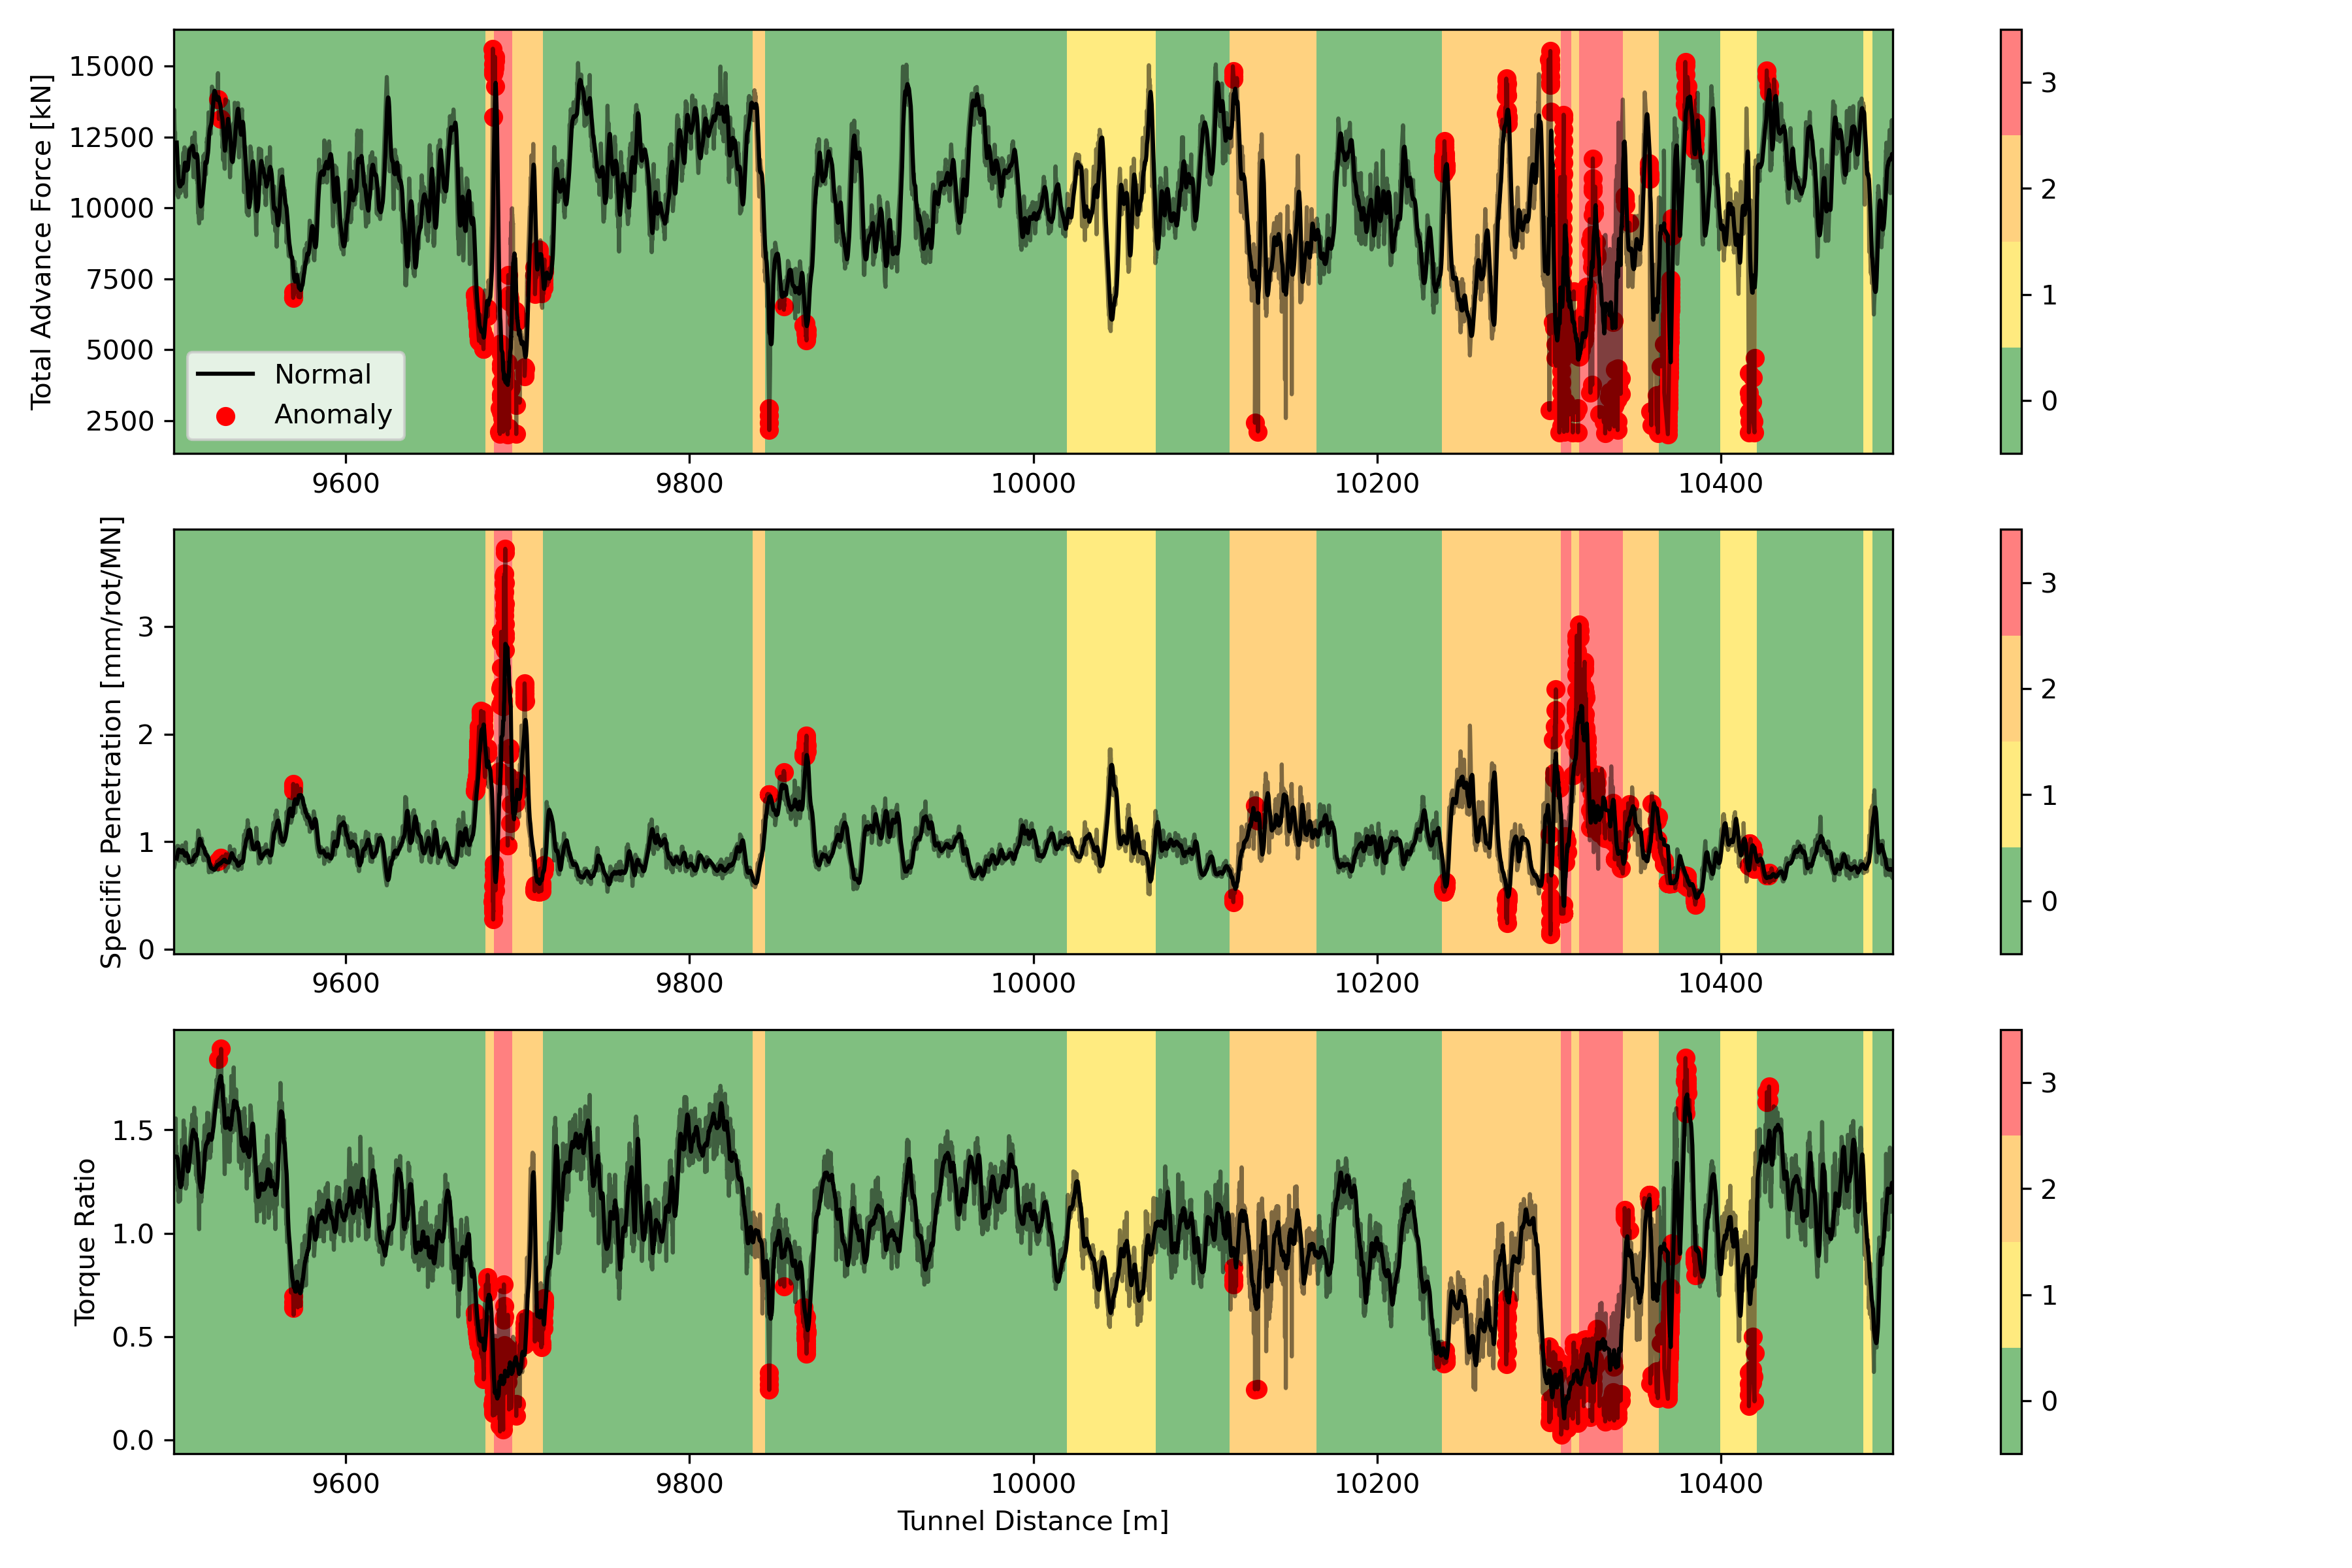 Total Advance Force [kN]
15000
12500
10000
7500
5000
2500
Normal
Anomaly
9600 9800 10000 10200 10400
3
2
1
0
Specific Penetration [mm/rot/MN]
3
2
1
0
9600 9800 10000 10200 10400
3
2
1
0
Torque Ratio
1.5
1.0
0.5
0.0
9600 9800 10000 10200 10400
Tunnel Distance [m]
3
2
1
0